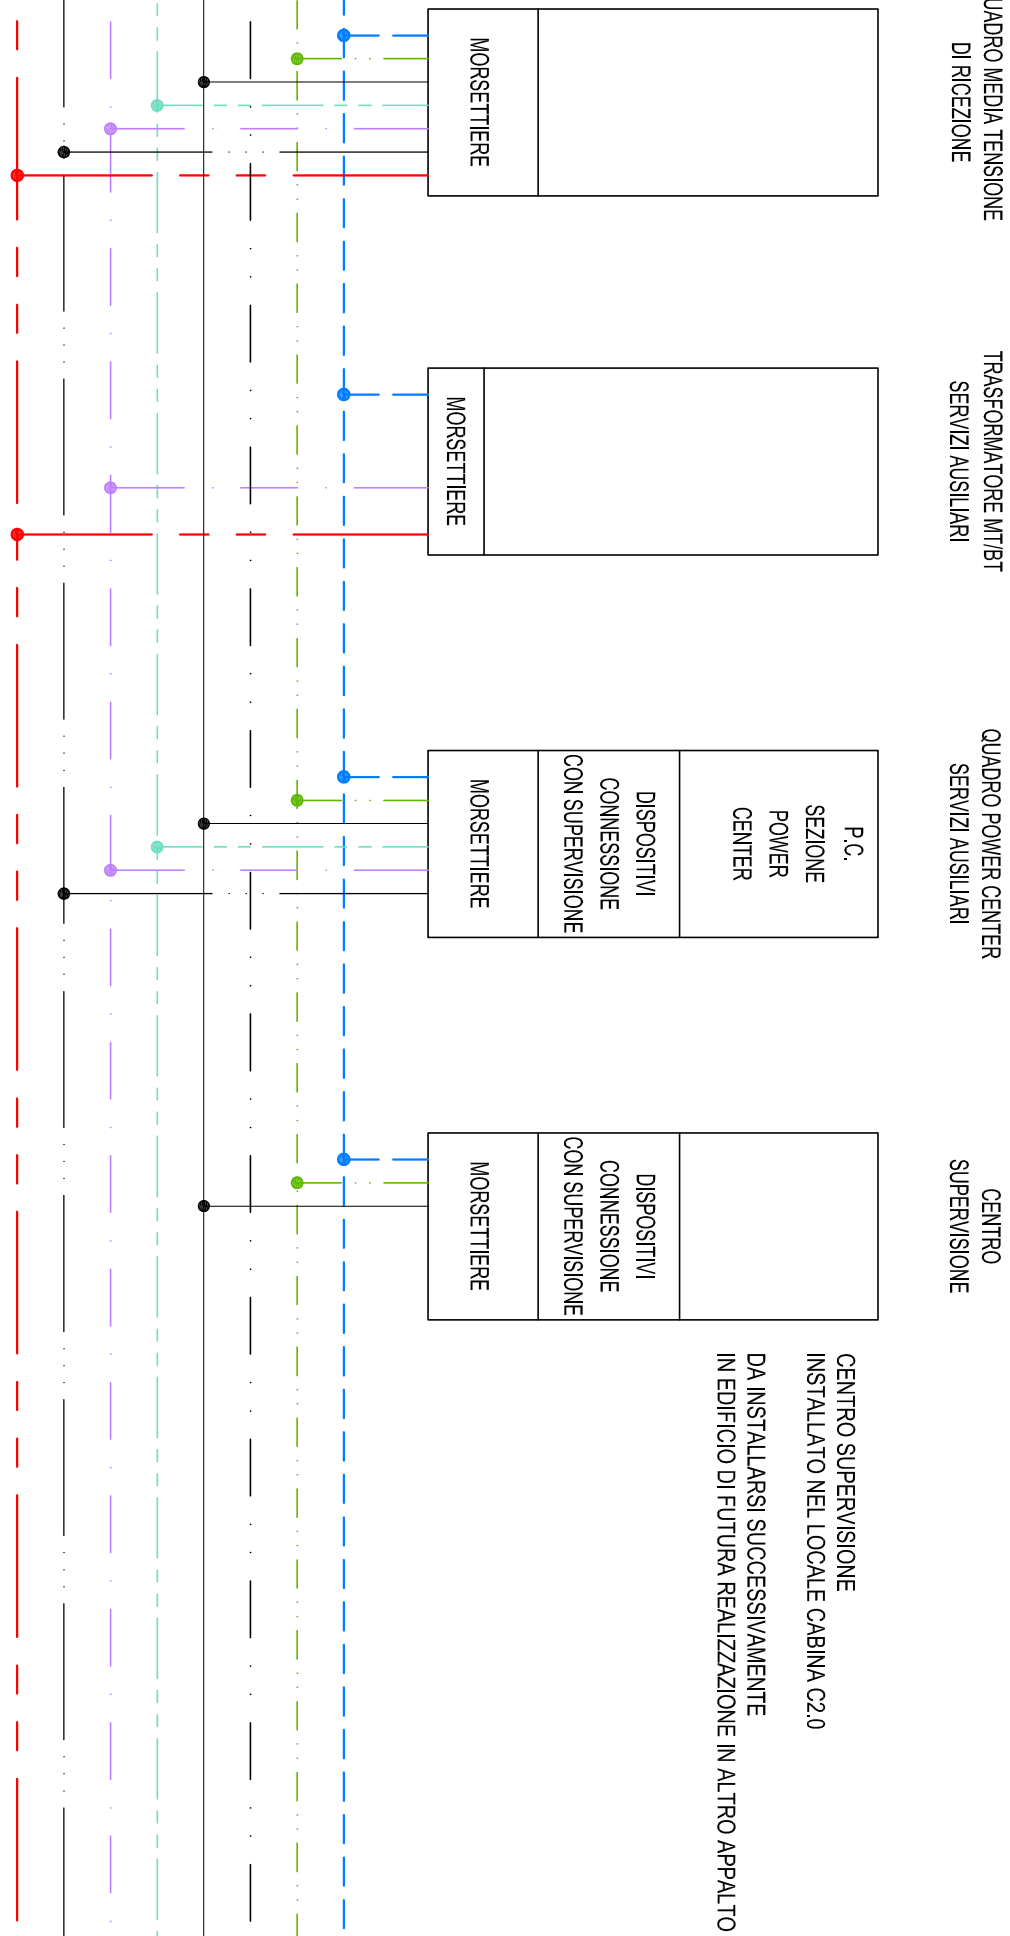 UADRO MEDIA TENSIONE
DI RICEZIONE
MORSETTIERE
TRASFORMATORE MT/BT
SERVIZI AUSILIARI
MORSETTIERE
QUADRO POWER CENTER
SERVIZI AUSILIARI
P.C.
SEZIONE
POWER
CENTER
DISPOSITIVI
CONNESSIONE
CON SUPERVISIONE
MORSETTIERE
CENTRO
SUPERVISIONE
DISPOSITIVI
CONNESSIONE
CON SUPERVISIONE
MORSETTIERE
CENTRO SUPERVISIONE
INSTALLATO NEL LOCALE CABINA C2.0
DA INSTALLARSI SUCCESSIVAMENTE
IN EDIFICIO DI FUTURA REALIZZAZIONE IN ALTRO APPALTO